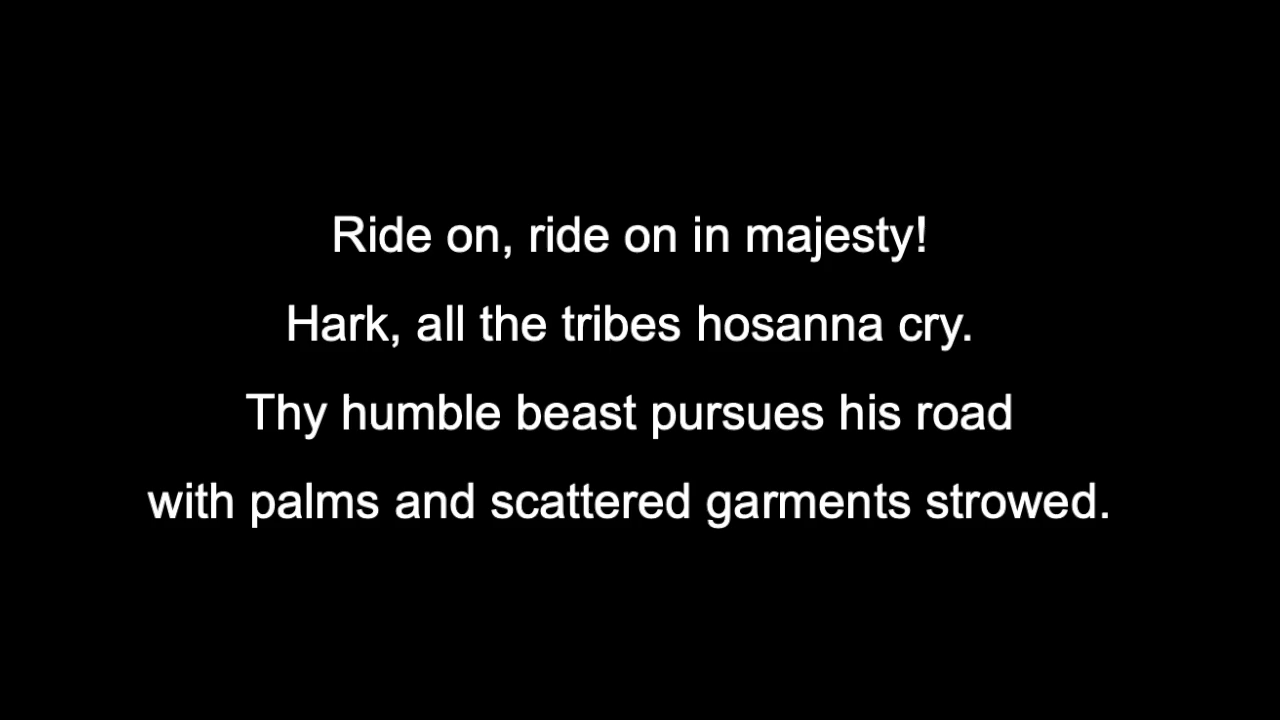 Ride on, ride on in majesty!
Hark, all the tribes hosanna cry.
Thy humble beast pursues his road
with palms and scattered garments strowed.